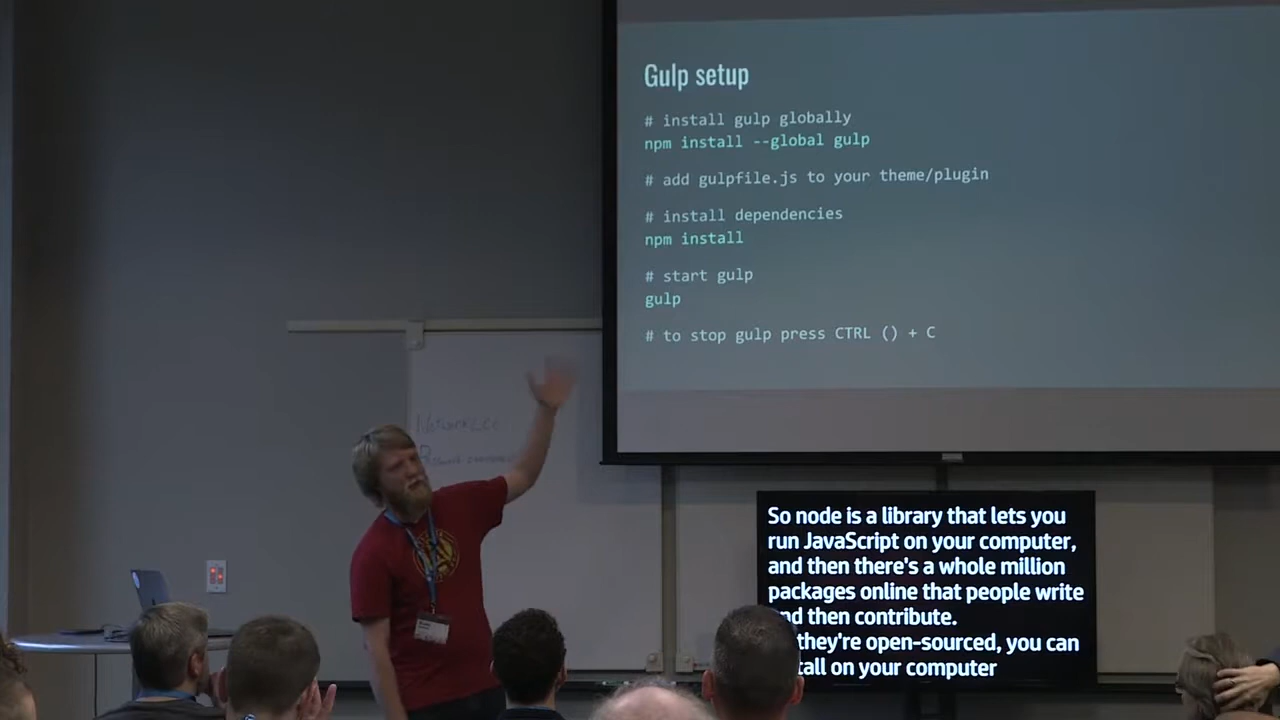 Gulp setup
# install gulp globally
npm install --global gulp
# add gulpfile.js to your theme/plugin
# install dependencies
npm install
# start gulp
gulp
# to stop gulp press CTRL () + C
So node is a library that lets you
run JavaScript on your computer,
and then there's a whole million
packages online that people write
and then contribute.
they're open-sourced, you can
on your computer